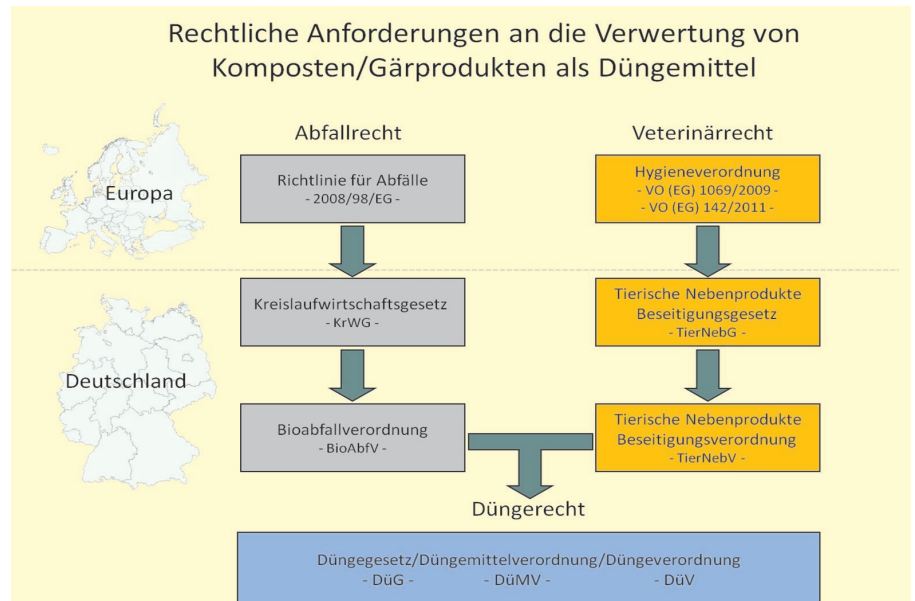 Rechtliche Anforderungen an die Verwertung von
Komposten/Gärprodukten als Düngemittel
Abfallrecht
Veterinärrecht
Europa
Richtlinie für Abfälle
- 2008/98/EG -
Hygieneverordnung
- VO (EG) 1069/2009 -
- VO (EG) 142/2011 -
Deutschland
Kreislaufwirtschaftsgesetz
- KrWG -
Tierische Nebenprodukte
Beseitigungsgesetz
- TierNebG -
Bioabfallverordnung
- BioAbfV -
Tierische Nebenprodukte
Beseitigungsverordnung
- TierNebV -
Düngerecht
Düngegesetz/Düngemittelverordnung/Düngeverordnung
- DüG - - DüMV - - DüV